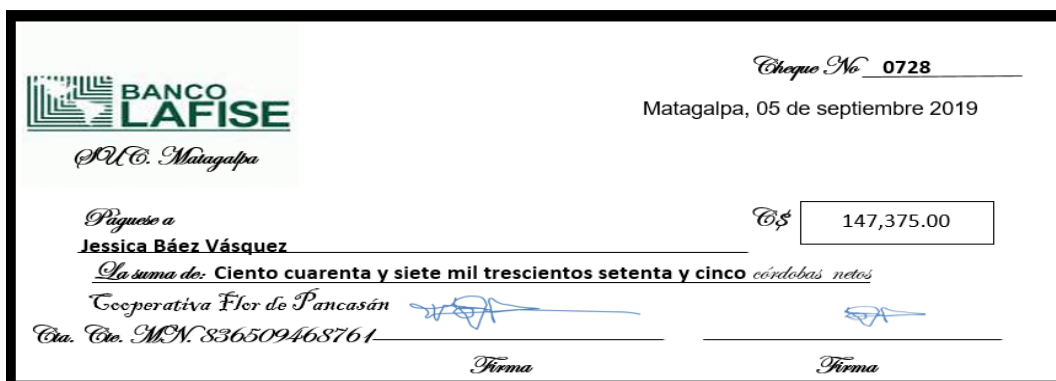 Cheque No 0728
BANCO
LAFISE
Matagalpa, 05 de septiembre 2019
SUC. Matagalpa
Páguese a
C$ 147,375.00
Jessica Báez Vásquez
La suma de: Ciento cuarenta y siete mil trescientos setenta y cinco córdobas netos
Cooperativa Flor de Pancasán
Cta. Cte. MN. 836509468761
Firma Firma